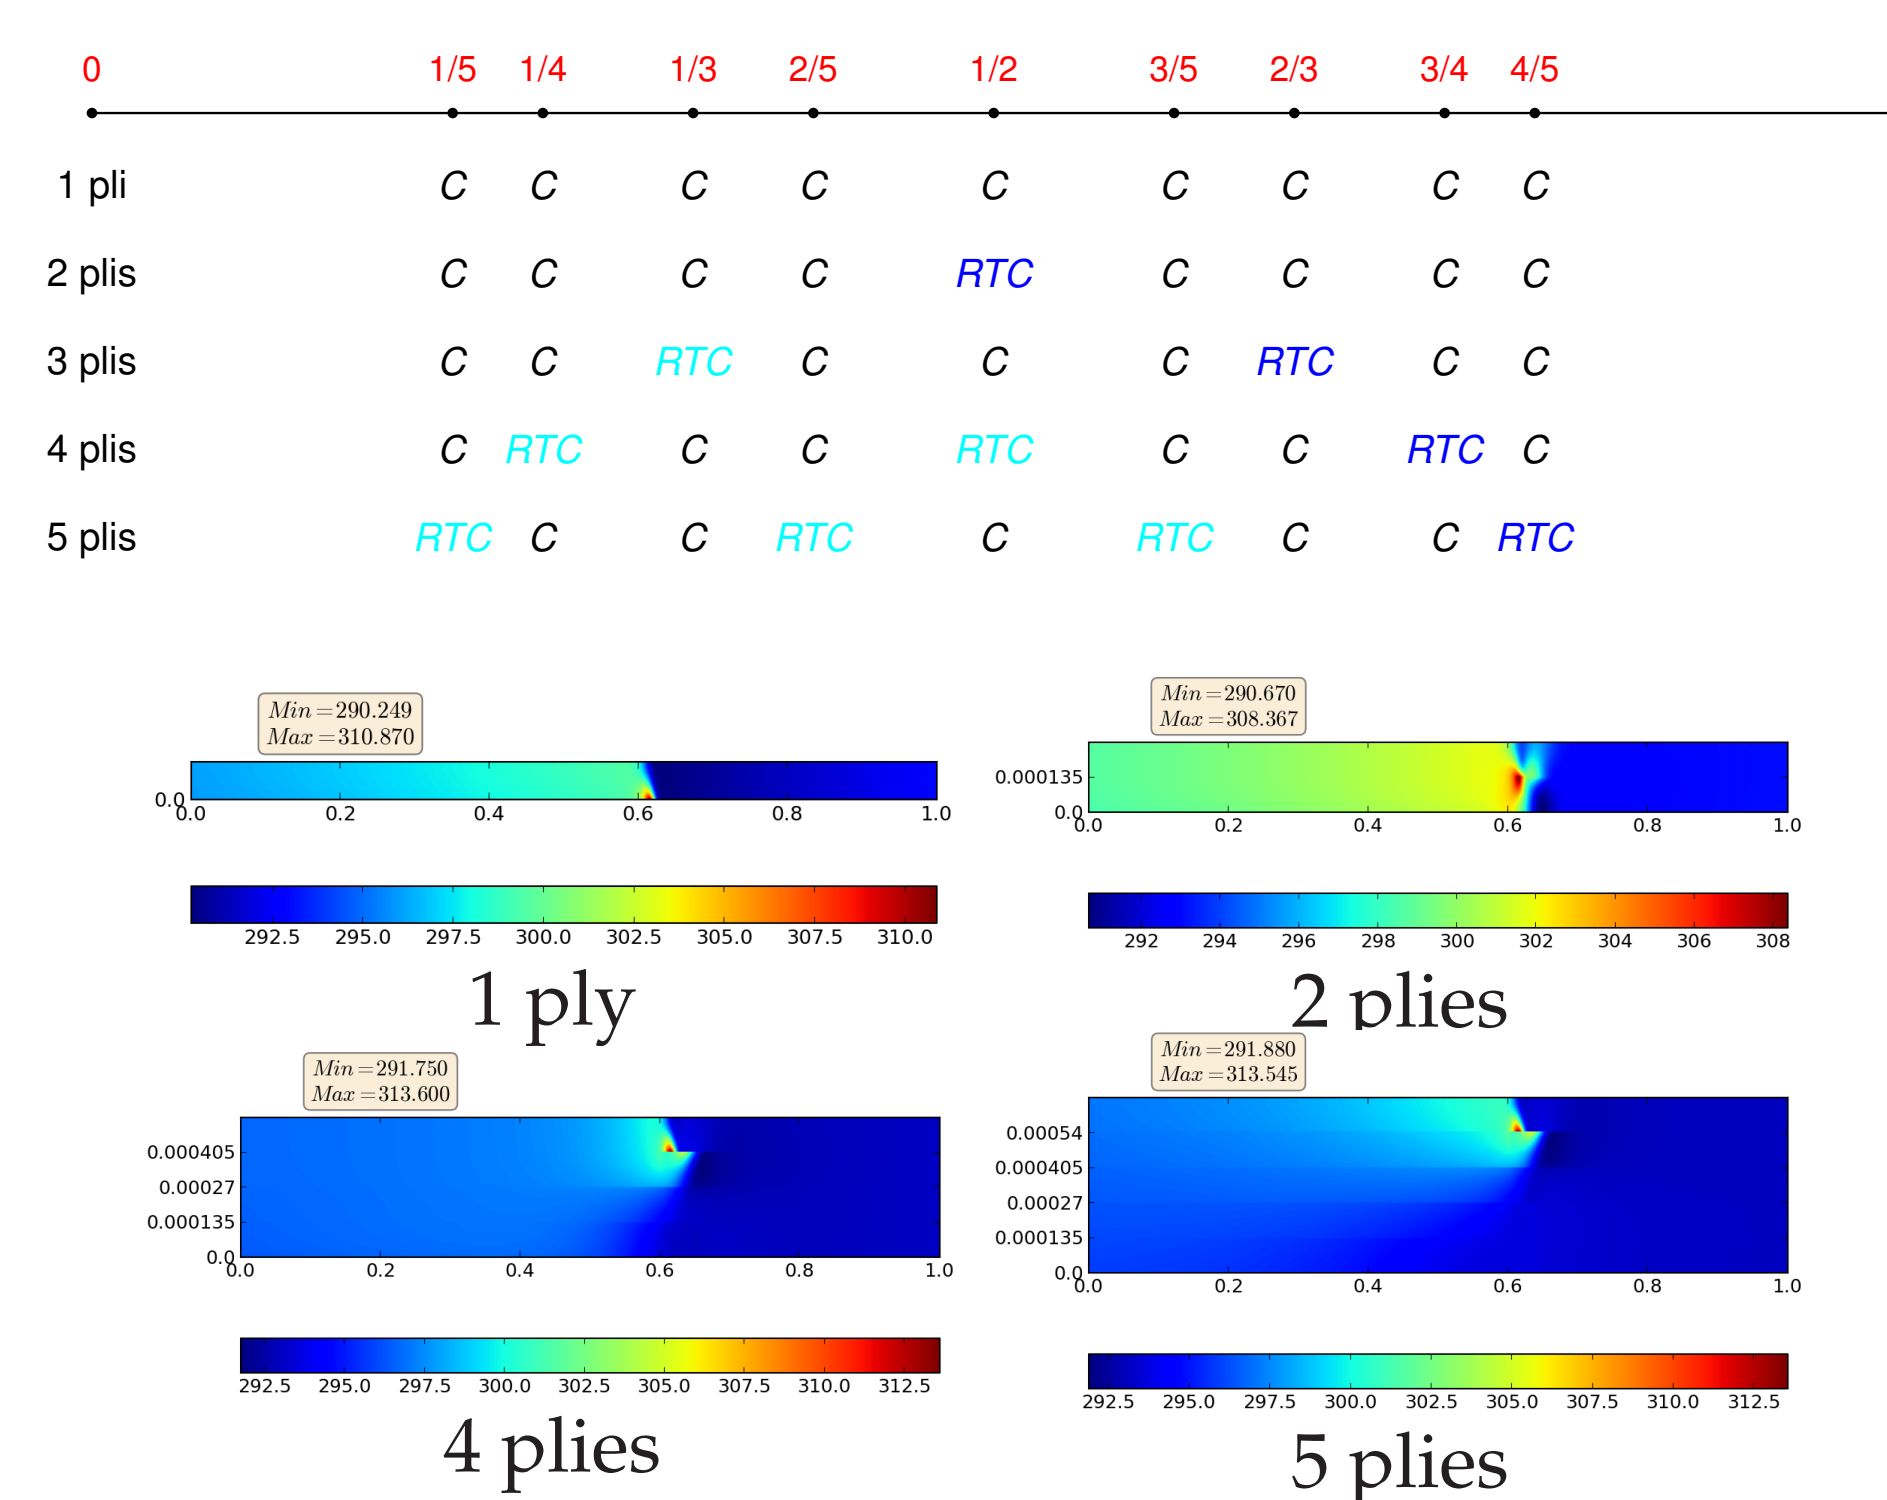 0 1/5 1/4 1/3 2/5 1/2 3/5 2/3 3/4 4/5
1 pli C C C C C C C C C
2 plis C C C C RTC C C C C
3 plis C C RTC C C C RTC C C
4 plis C RTC C C RTC C C RTC C
5 plis RTC C C RTC C RTC C C RTC
Min=290.249
Max=310.870
0.0
0.0 0.2 0.4 0.6 0.8 1.0
292.5 295.0 297.5 300.0 302.5 305.0 307.5 310.0
1 ply
Min=290.670
Max=308.367
0.000135
0.0
0.0 0.2 0.4 0.6 0.8 1.0
292 294 296 298 300 302 304 306 308
2 plies
Min=291.750
Max=313.600
0.000405
0.00027
0.000135
0.0
0.0 0.2 0.4 0.6 0.8 1.0
292.5 295.0 297.5 300.0 302.5 305.0 307.5 310.0 312.5
4 plies
Min=291.880
Max=313.545
0.00054
0.000405
0.00027
0.000135
0.0
0.0 0.2 0.4 0.6 0.8 1.0
292.5 295.0 297.5 300.0 302.5 305.0 307.5 310.0 312.5
5 plies